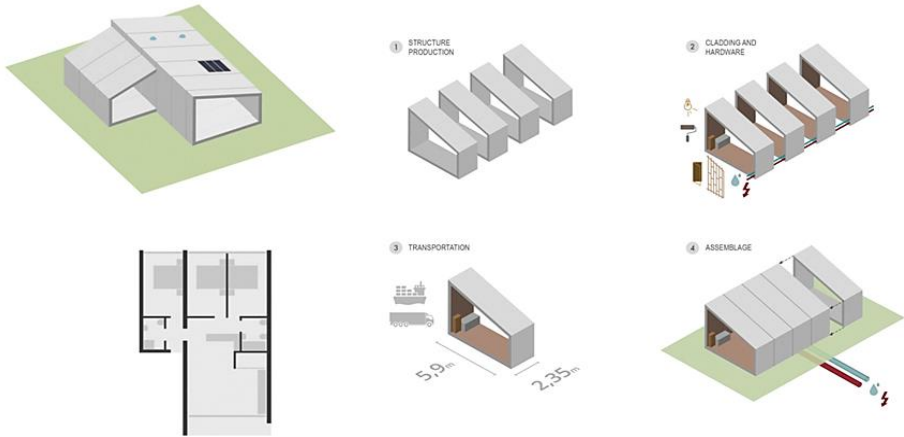 1 STRUCTURE
PRODUCTION
2 CLADDING AND
HARDWARE
3 TRANSPORTATION
5,9m
2,35m
4 ASSEMBLAGE